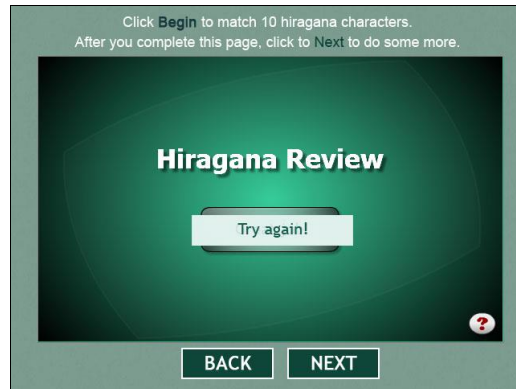 Click Begin to match 10 hiragana characters.
After you complete this page, click to Next to do some more.
Hiragana Review
Try again!
?
BACK NEXT